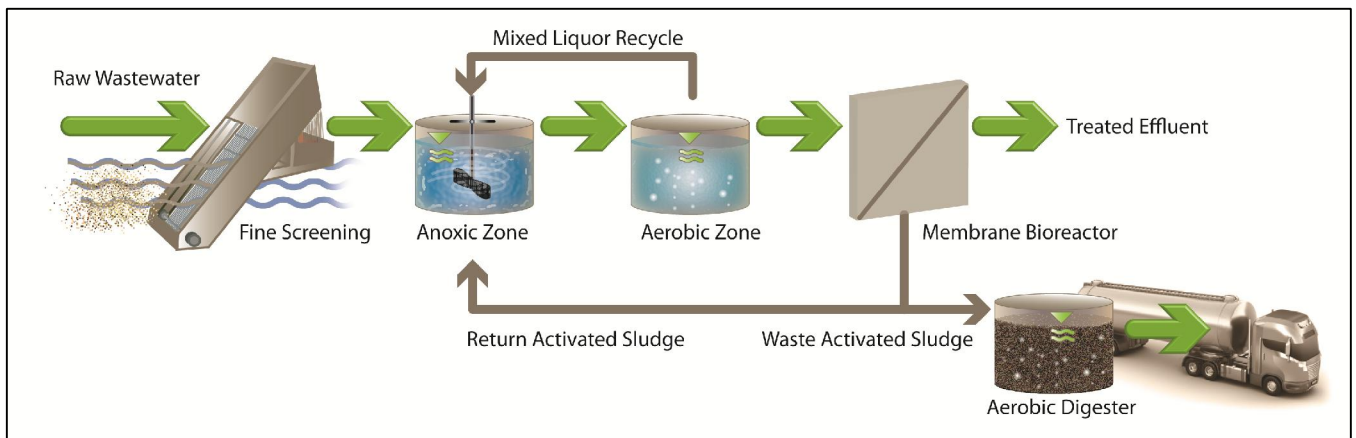 Mixed Liquor Recycle
Raw Wastewater
Treated Effluent
Fine Screening
Anoxic Zone
Aerobic Zone
Membrane Bioreactor
Return Activated Sludge
Waste Activated Sludge
Aerobic Digester